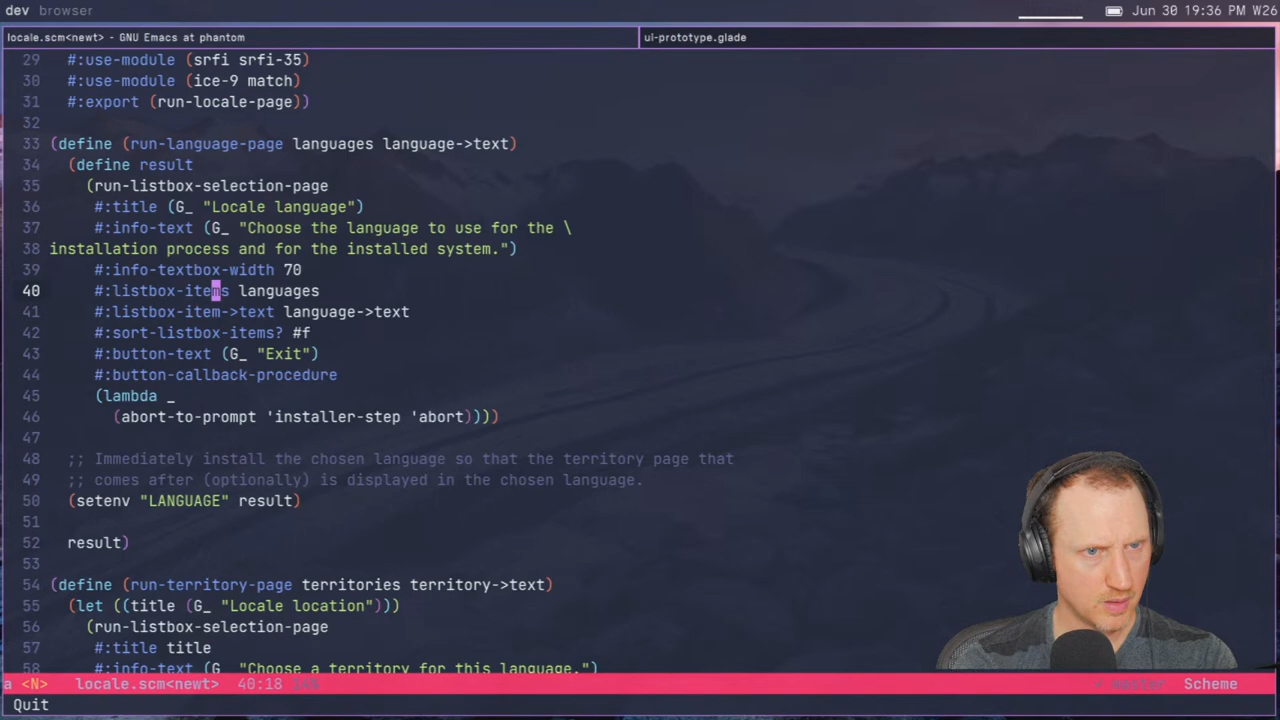 dev browser
Jun 30 19:36 PM W26
locale.scm<newt> - GNU Emacs at phantom
ui-prototype.glade
29 #:use-module (srfi srfi-35)
30 #:use-module (ice-9 match)
31 #:export (run-locale-page))
32
33 (define (run-language-page languages language->text)
34 (define result
35 (run-listbox-selection-page
36 #:title (G_ "Locale language")
37 #:info-text (G_ "Choose the language to use for the \
38 installation process and for the installed system.")
39 #:info-textbox-width 70
40 #:listbox-items languages
41 #:listbox-item->text language->text
42 #:sort-listbox-items? #f
43 #:button-text (G_ "Exit")
44 #:button-callback-procedure
45 (lambda _
46 (abort-to-prompt 'installer-step 'abort))))
47
48 ;; Immediately install the chosen language so that the territory page that
49 ;; comes after (optionally) is displayed in the chosen language.
50 (setenv "LANGUAGE" result)
51
52 result)
53
54 (define (run-territory-page territories territory->text)
55 (let ((title (G_ "Locale location")))
56 (run-listbox-selection-page
57 #:title title
58 #:info-text (G_ "Choose a territory for this language.")
a <N> locale.scm<newt> 40:18 14% master Scheme
Quit